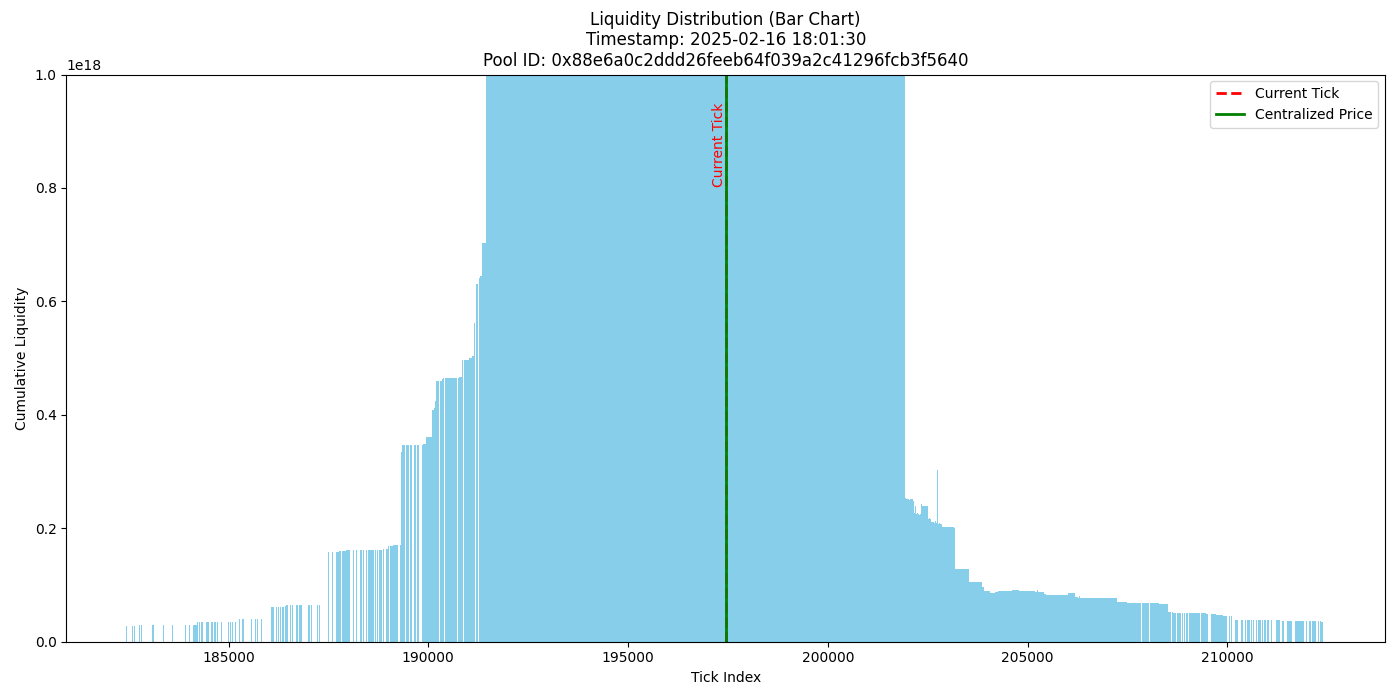 Liquidity Distribution (Bar Chart)
Timestamp: 2025-02-16 18:01:30
Pool ID: 0x88e6a0c2ddd26feeb64f039a2c41296fcb3f5640
1e18
1.0
0.8
0.6
0.4
0.2
0.0
Cumulative Liquidity
Current Tick
Current Tick
Centralized Price
185000
190000
195000
200000
205000
210000
Tick Index